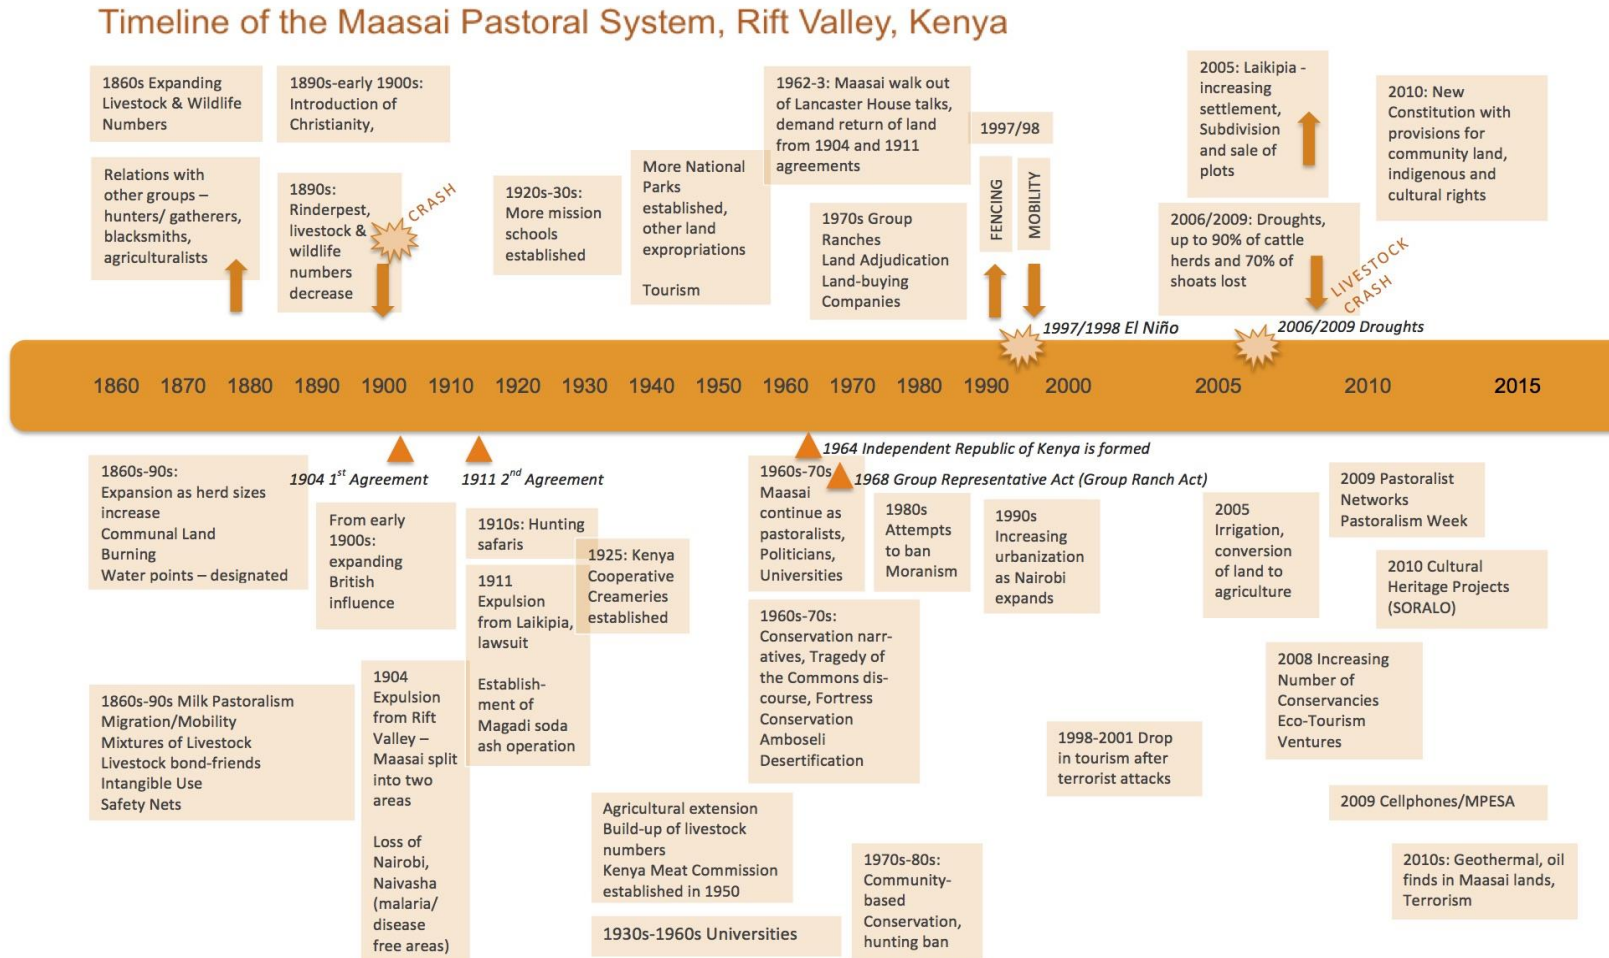 Timeline of the Maasai Pastoral System, Rift Valley, Kenya
1860s Expanding
Livestock & Wildlife
Numbers
Relations with
other groups –
hunters/ gatherers,
blacksmiths,
agriculturalists
1890s-early 1900s:
Introduction of
Christianity,
1890s:
Rinderpest,
livestock &
wildlife
numbers
decrease
CRASH
1920s-30s:
More mission
schools
established
More National
Parks
established,
other land
expropriations
Tourism
1962-3: Maasai walk out
of Lancaster House talks,
demand return of land
from 1904 and 1911
agreements
1970s Group
Ranches
Land Adjudication
Land-buying
Companies
1997/98
FENCING
MOBILITY
1997/1998 El Niño
2005: Laikipia -
increasing
settlement,
Subdivision
and sale of
plots
2006/2009: Droughts,
up to 90% of cattle
herds and 70% of
shoats lost
LIVESTOCK
CRASH
2006/2009 Droughts
2010: New
Constitution with
provisions for
community land,
indigenous and
cultural rights
1860 1870 1880 1890 1900 1910 1920 1930 1940 1950 1960 1970 1980 1990 2000 2005 2010 2015
1904 1st Agreement
1911 2nd Agreement
1964 Independent Republic of Kenya is formed
1968 Group Representative Act (Group Ranch Act)
1860s-90s:
Expansion as herd sizes
increase
Communal Land
Burning
Water points – designated
1860s-90s Milk Pastoralism
Migration/Mobility
Mixtures of Livestock
Livestock bond-friends
Intangible Use
Safety Nets
From early
1900s:
expanding
British
influence
1904
Expulsion
from Rift
Valley –
Maasai split
into two
areas
Loss of
Nairobi,
Naivasha
(malaria/
disease
free areas)
1910s: Hunting
safaris
1911
Expulsion
from Laikipia,
lawsuit
Establish-
ment of
Magadi soda
ash operation
1925: Kenya
Cooperative
Creameries
established
Agricultural extension
Build-up of livestock
numbers
Kenya Meat Commission
established in 1950
1930s-1960s Universities
1960s-70s
Maasai
continue as
pastoralists,
Politicians,
Universities
1960s-70s:
Conservation narr-
atives, Tragedy of
the Commons dis-
course, Fortress
Conservation
Amboseli
Desertification
1970s-80s:
Community-
based
Conservation,
hunting ban
1980s
Attempts
to ban
Moranism
1990s
Increasing
urbanization
as Nairobi
expands
1998-2001 Drop
in tourism after
terrorist attacks
2005
Irrigation,
conversion
of land to
agriculture
2009 Pastoralist
Networks
Pastoralism Week
2010 Cultural
Heritage Projects
(SORALO)
2008 Increasing
Number of
Conservancies
Eco-Tourism
Ventures
2009 Cellphones/MPESA
2010s: Geothermal, oil
finds in Maasai lands,
Terrorism